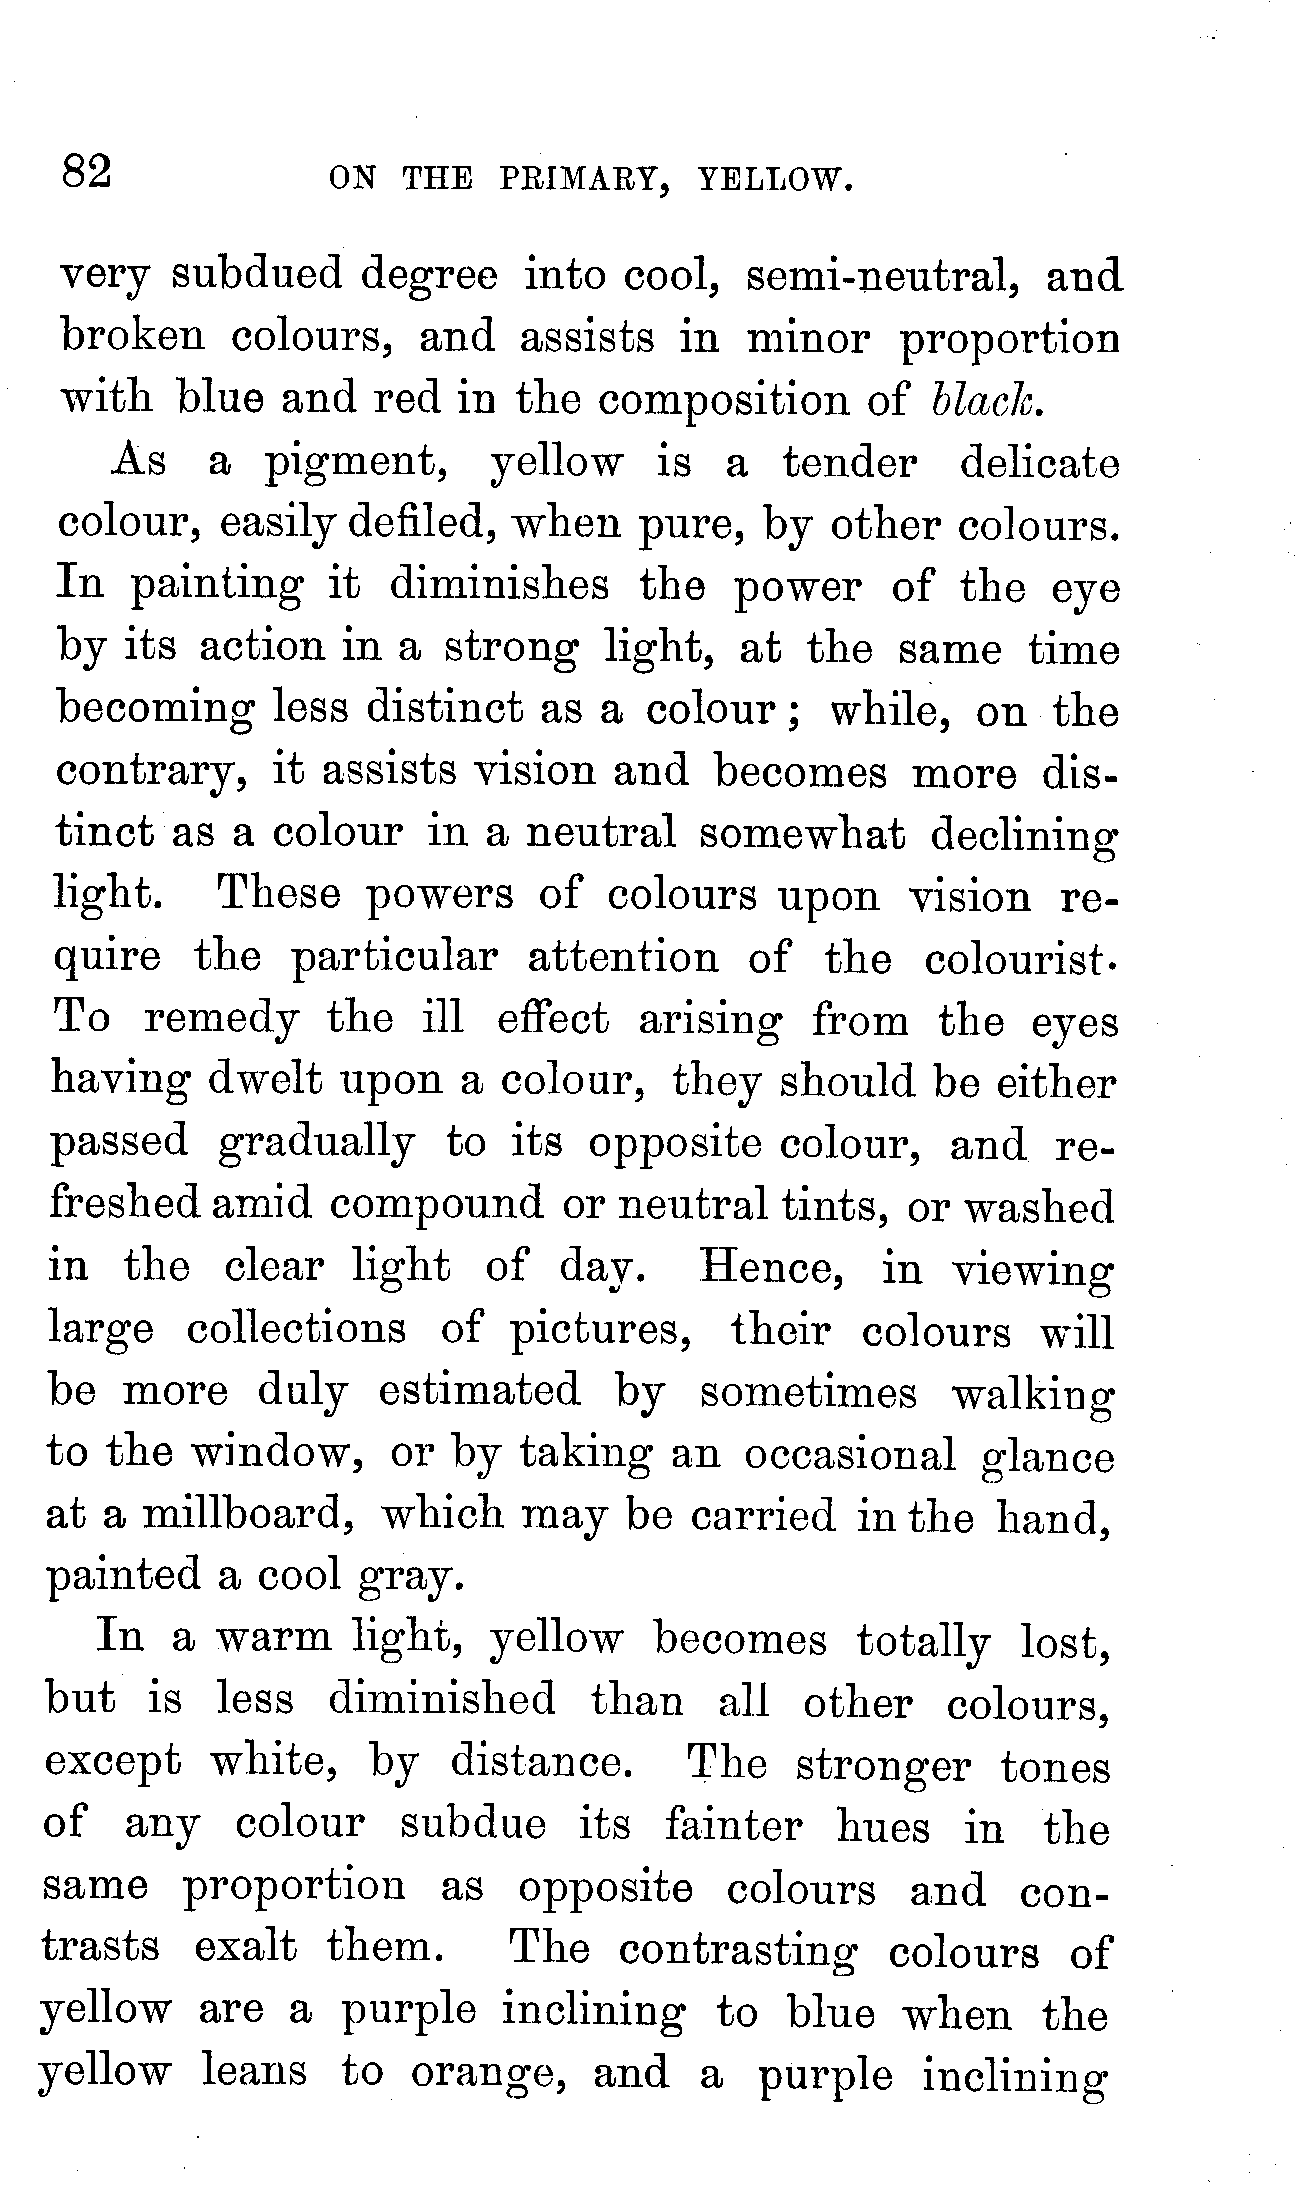 82 ON THE PRIMARY, YELLOW.
very subdued degree into cool, semi-neutral, and
broken colours, and assists in minor proportion
with blue and red in the composition of black.
As a pigment, yellow is a tender delicate
colour, easily defiled, when pure, by other colours.
In painting it diminishes the power of the eye
by its action in a strong light, at the same time
becoming less distinct as a colour; while, on the
contrary, it assists vision and becomes more dis-
tinct as a colour in a neutral somewhat declining
light. These powers of colours upon vision re-
quire the particular attention of the colourist.
To remedy the ill effect arising from the eyes
having dwelt upon a colour, they should be either
passed gradually to its opposite colour, and re-
freshed amid compound or neutral tints, or washed
in the clear light of day. Hence, in viewing
large collections of pictures, their colours will
be more duly estimated by sometimes walking
to the window, or by taking an occasional glance
at a millboard, which may be carried in the hand,
painted a cool gray.
In a warm light, yellow becomes totally lost,
but is less diminished than all other colours,
except white, by distance. The stronger tones
of any colour subdue its fainter hues in the
same proportion as opposite colours and con-
trasts exalt them. The contrasting colours of
yellow are a purple inclining to blue when the
yellow leans to orange, and a purple inclining